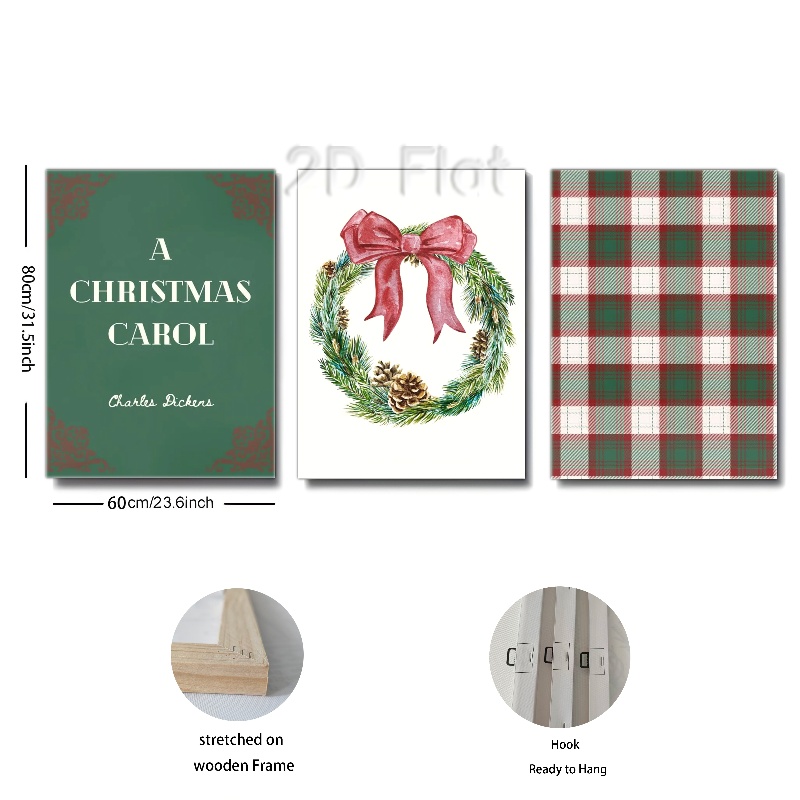 2D Flat
A
CHRISTMAS
CAROL
Charles Dickens
80cm/31.5inch
60cm/23.6inch
stretched on
wooden Frame
Hook
Ready to Hang